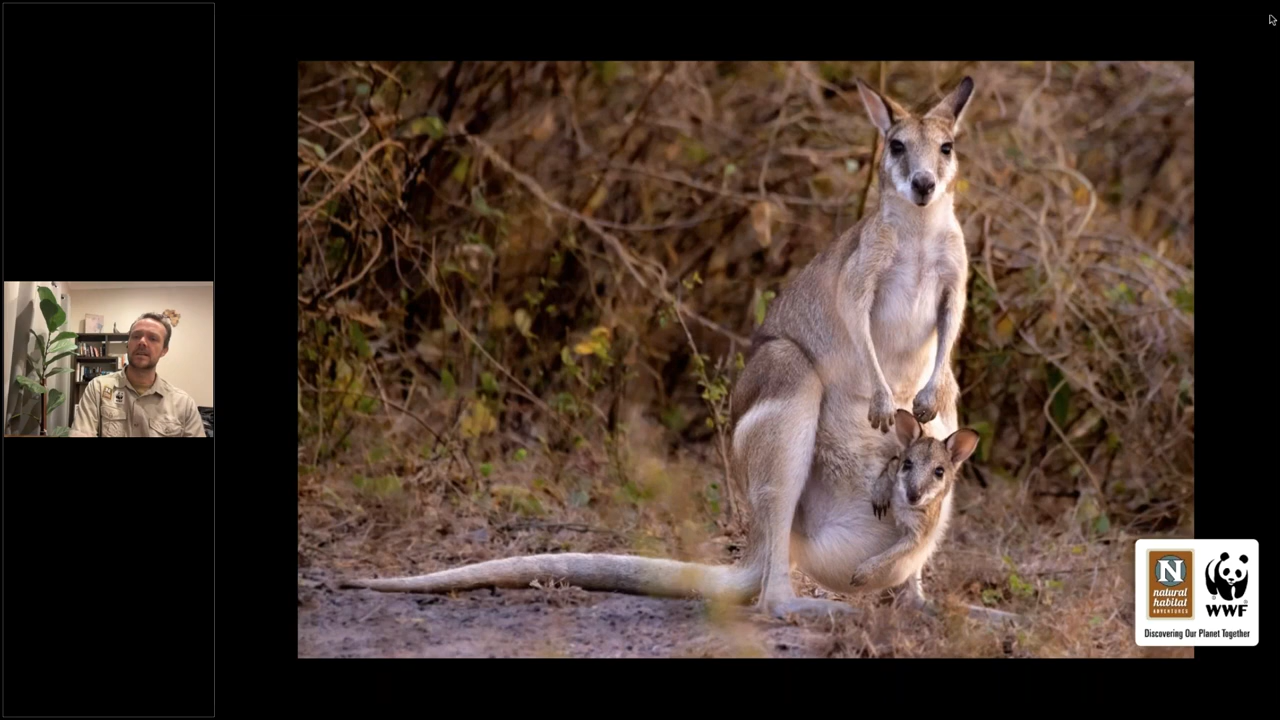 N
natural
habitat
ADVENTURES
WWF
Discovering Our Planet Together